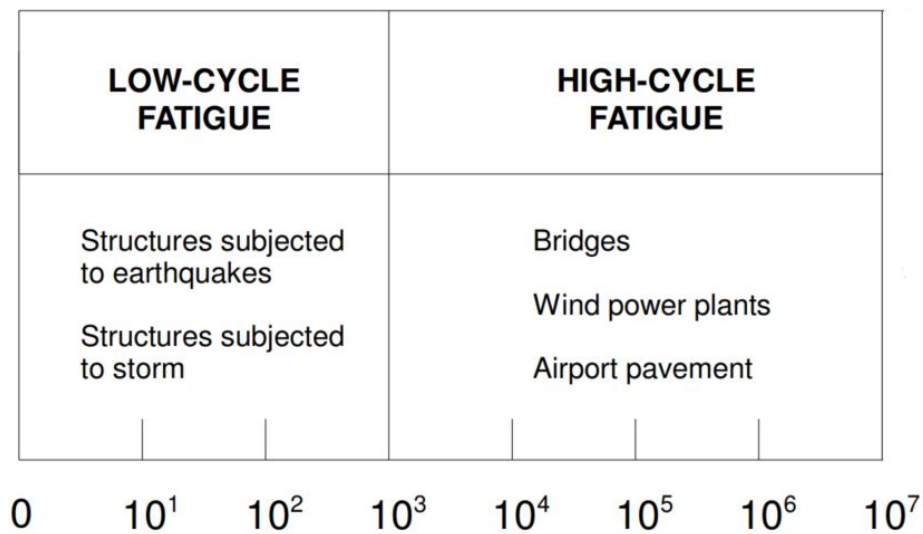 LOW-CYCLE
FATIGUE
HIGH-CYCLE
FATIGUE
Structures subjected
to earthquakes
Structures subjected
to storm
Bridges
Wind power plants
Airport pavement
0 10¹ 10² 10³ 10⁴ 10⁵ 10⁶ 10⁷